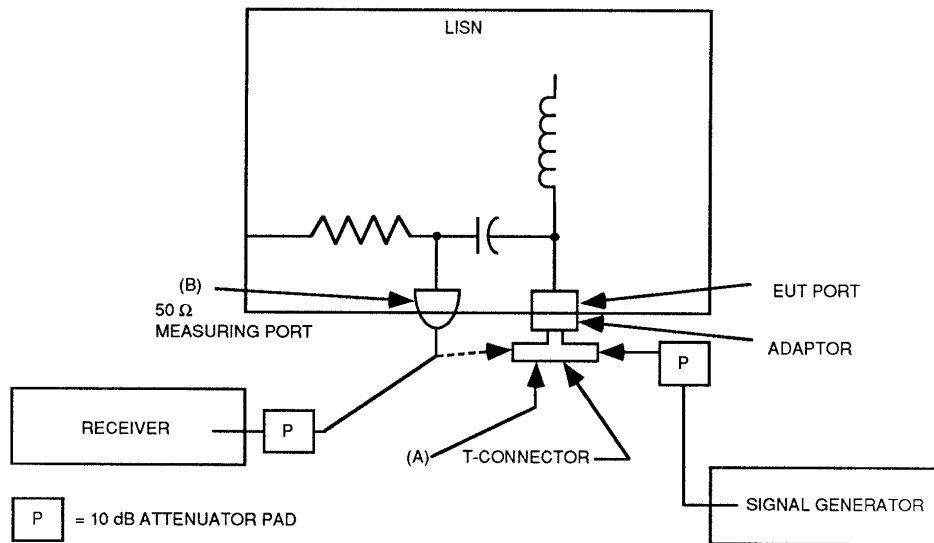 LISN
(B)
50 Ω
MEASURING PORT
EUT PORT
ADAPTOR
P
RECEIVER
P
(A)
T-CONNECTOR
SIGNAL GENERATOR
P
= 10 dB ATTENUATOR PAD